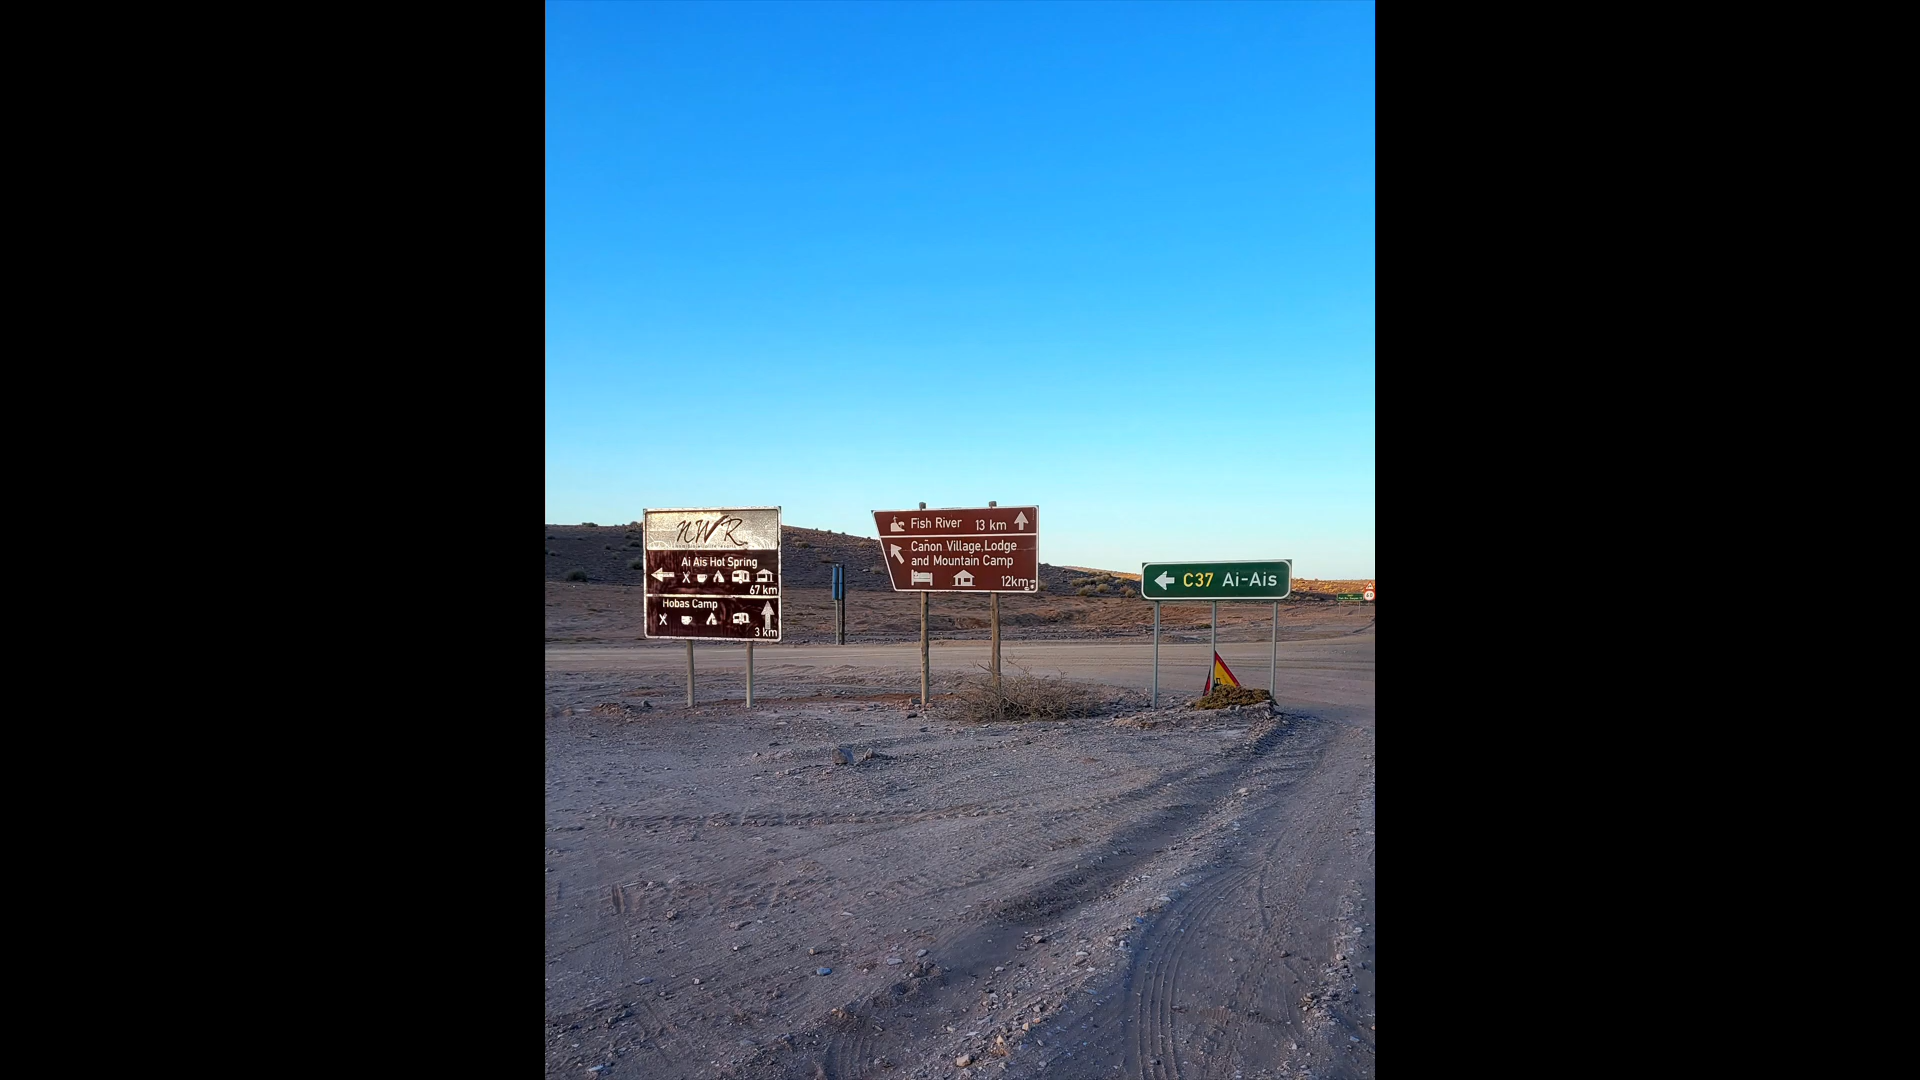 NWR
Ai Ais Hot Spring
67 km
Hobas Camp
3 km
Fish River 13 km
Cañon Village, Lodge
and Mountain Camp
12km
C37 Ai-Ais